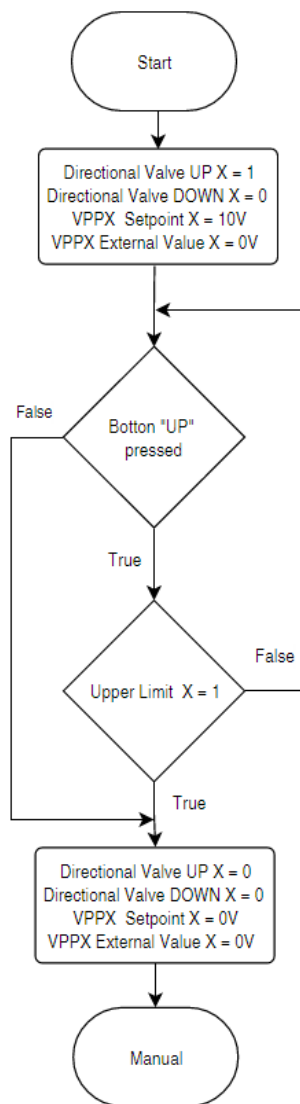 Start
Directional Valve UP X = 1
Directional Valve DOWN X = 0
VPPX Setpoint X = 10V
VPPX External Value X = 0V
False
Botton "UP"
pressed
True
False
Upper Limit X = 1
True
Directional Valve UP X = 0
Directional Valve DOWN X = 0
VPPX Setpoint X = 0V
VPPX External Value X = 0V
Manual